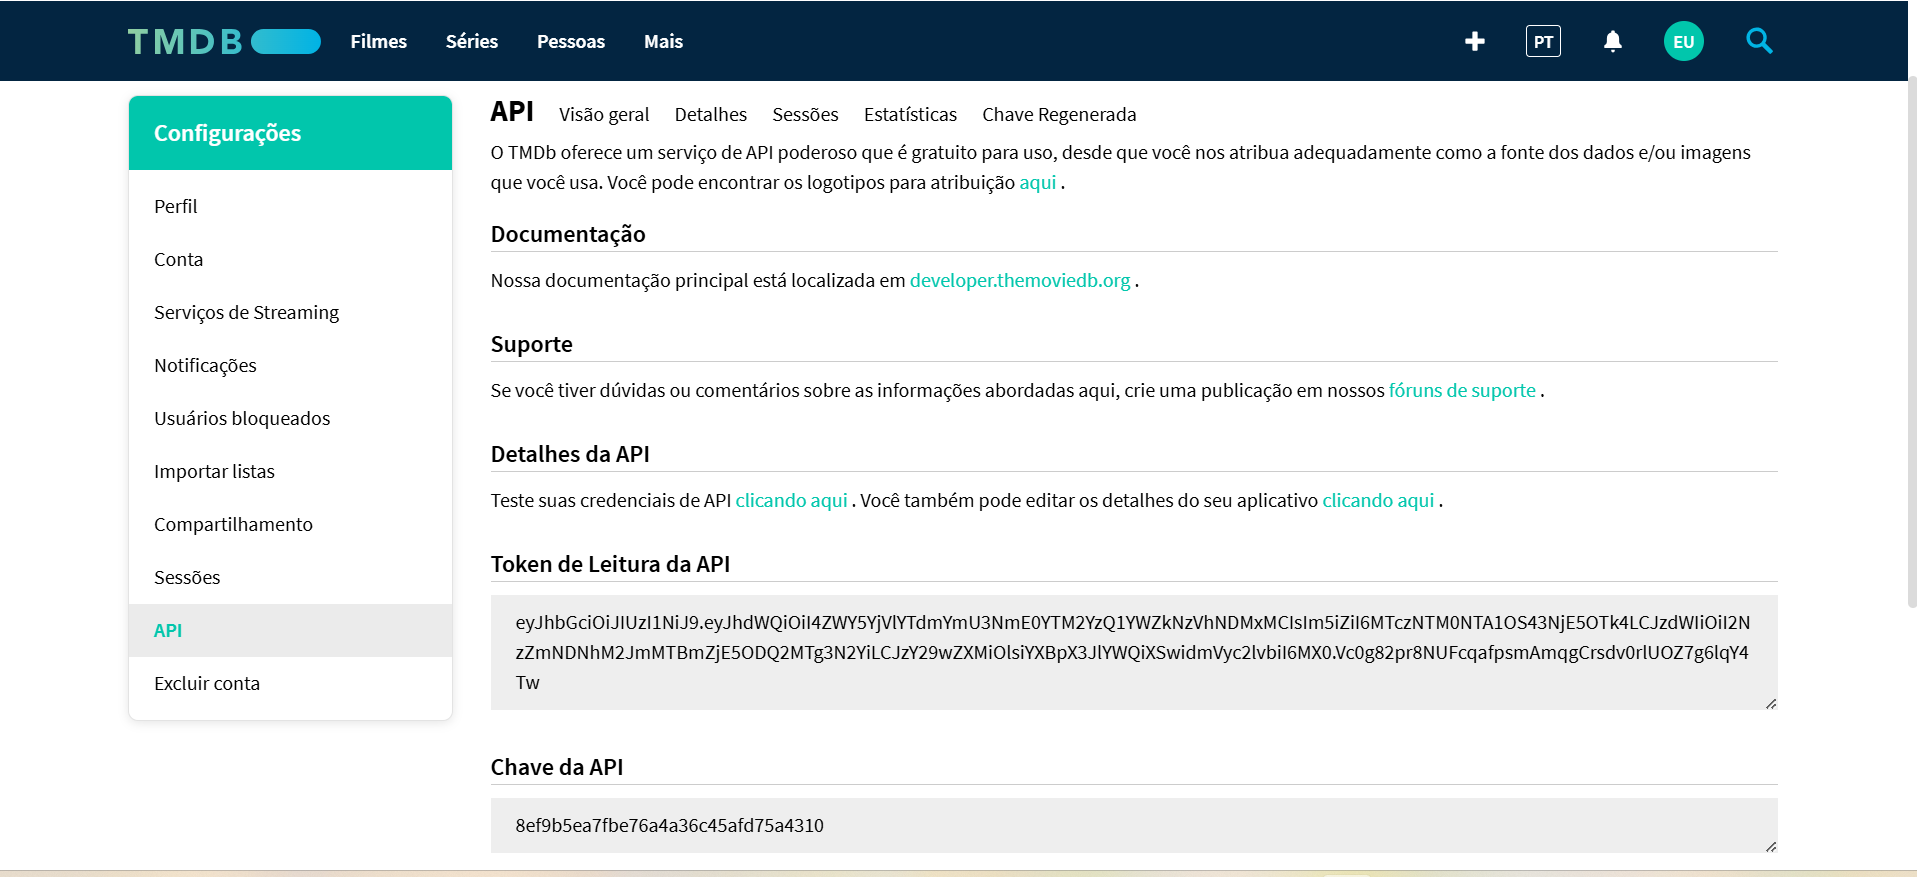 TMDB Filmes Séries Pessoas Mais PT EU
Configurações
Perfil
Conta
Serviços de Streaming
Notificações
Usuários bloqueados
Importar listas
Compartilhamento
Sessões
API
Excluir conta
API Visão geral Detalhes Sessões Estatísticas Chave Regenerada
O TMDb oferece um serviço de API poderoso que é gratuito para uso, desde que você nos atribua adequadamente como a fonte dos dados e/ou imagens
que você usa. Você pode encontrar os logotipos para atribuição aqui .
Documentação
Nossa documentação principal está localizada em developer.themoviedb.org .
Suporte
Se você tiver dúvidas ou comentários sobre as informações abordadas aqui, crie uma publicação em nossos fóruns de suporte .
Detalhes da API
Teste suas credenciais de API clicando aqui . Você também pode editar os detalhes do seu aplicativo clicando aqui .
Token de Leitura da API
eyJhbGciOiJIUzI1NiJ9.eyJhdWQiOiI4ZWY5YjVlYTdmYmU3NmE0YTM2YzQ1YWZkNzVhNDMxMCIsIm5iZiI6MTczNTM0NTA1OS43NjE5OTk4LCJzdWIiOiI2N
zZmNDNhM2JmMTBmZjE5ODQ2MTg3N2YiLCJzY29wZXMiOlsiYXBpX3JlYWQiXSwidmVyc2lvbiI6MX0.Vc0g82pr8NUFcqafpsmAmqgCrsdv0rlUOZ7g6lqY4
Tw
Chave da API
8ef9b5ea7fbe76a4a36c45afd75a4310